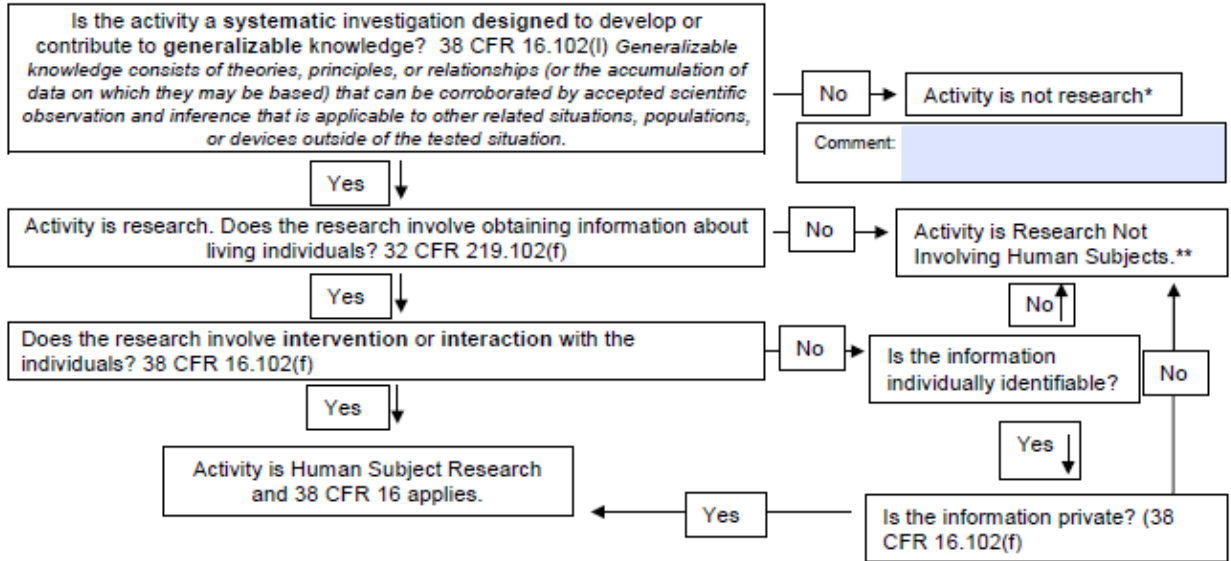 Is the activity a systematic investigation designed to develop or
contribute to generalizable knowledge? 38 CFR 16.102(l) Generalizable
knowledge consists of theories, principles, or relationships (or the accumulation of
data on which they may be based) that can be corroborated by accepted scientific
observation and inference that is applicable to other related situations, populations,
or devices outside of the tested situation.
No
Activity is not research*
Comment:
Yes
Activity is research. Does the research involve obtaining information about
living individuals? 32 CFR 219.102(f)
No
Activity is Research Not
Involving Human Subjects.**
Yes
No
Does the research involve intervention or interaction with the
individuals? 38 CFR 16.102(f)
No
Is the information
individually identifiable?
No
Yes
Yes
Activity is Human Subject Research
and 38 CFR 16 applies.
Yes
Is the information private? (38
CFR 16.102(f)